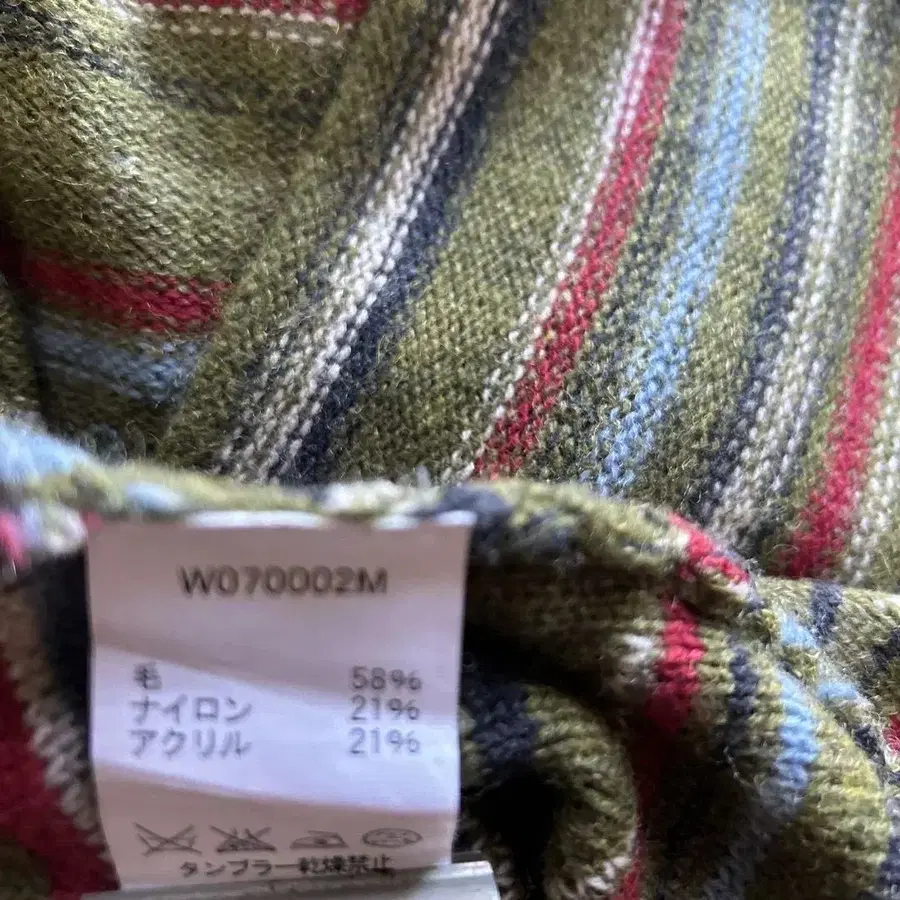 W070002M
毛 58%
ナイロン 21%
アクリル 21%
タンブラー乾燥禁止